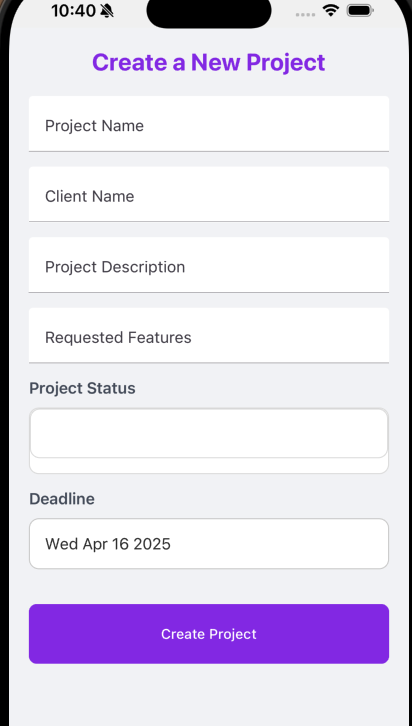 10:40
Create a New Project
Project Name
Client Name
Project Description
Requested Features
Project Status
Deadline
Wed Apr 16 2025
Create Project